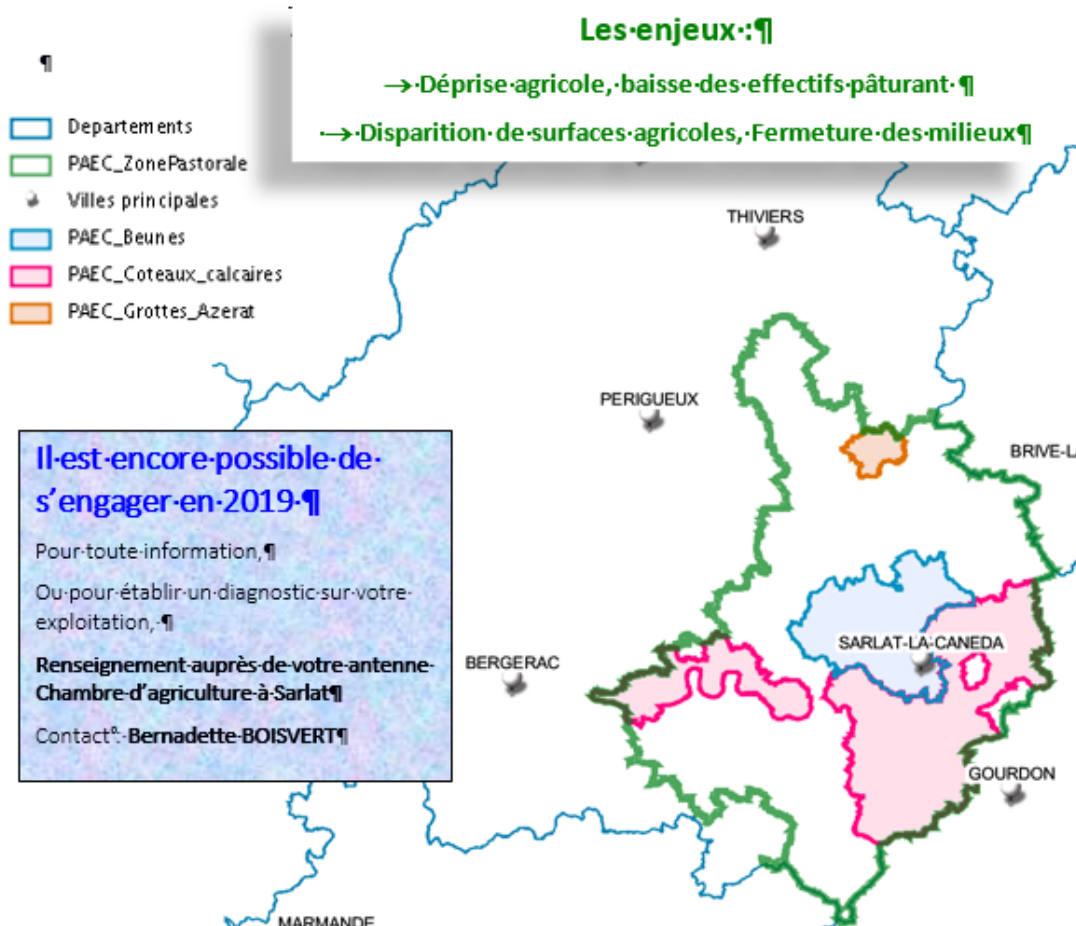 Les·enjeux·:¶
→·Déprise·agricole,·baisse·des·effectifs·pâturant·¶
·→·Disparition·de·surfaces·agricoles,·Fermeture·des·milieux¶
¶
Departements
PAEC_ZonePastorale
Villes principales
PAEC_Beunes
PAEC_Coteaux_calcaires
PAEC_Grottes_Azerat
THIVIERS
PERIGUEUX
BRIVE-LA
Il·est·encore·possible·de·
s'engager·en·2019·¶
Pour·toute·information,¶
Ou·pour·établir·un·diagnostic·sur·votre·
exploitation,·¶
Renseignement·auprès·de·votre·antenne·
Chambre·d'agriculture·à·Sarlat¶
Contact°:·Bernadette·BOISVERT¶
SARLAT-LA-CANEDA
BERGERAC
GOURDON
MARMANDE